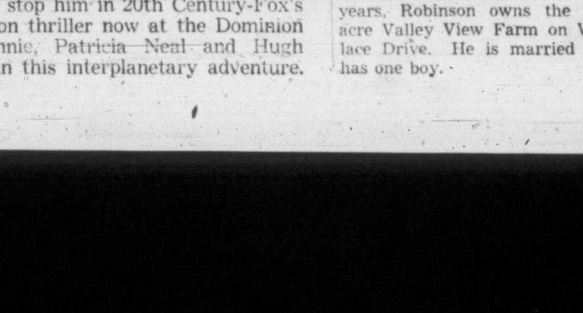 stop him in 20th Century-Fox's
on thriller now at the Dominion
nnie, Patricia Neal and Hugh
n this interplanetary adventure.
years, Robinson owns the
acre Valley View Farm on V
lace Drive. He is married
has one boy.